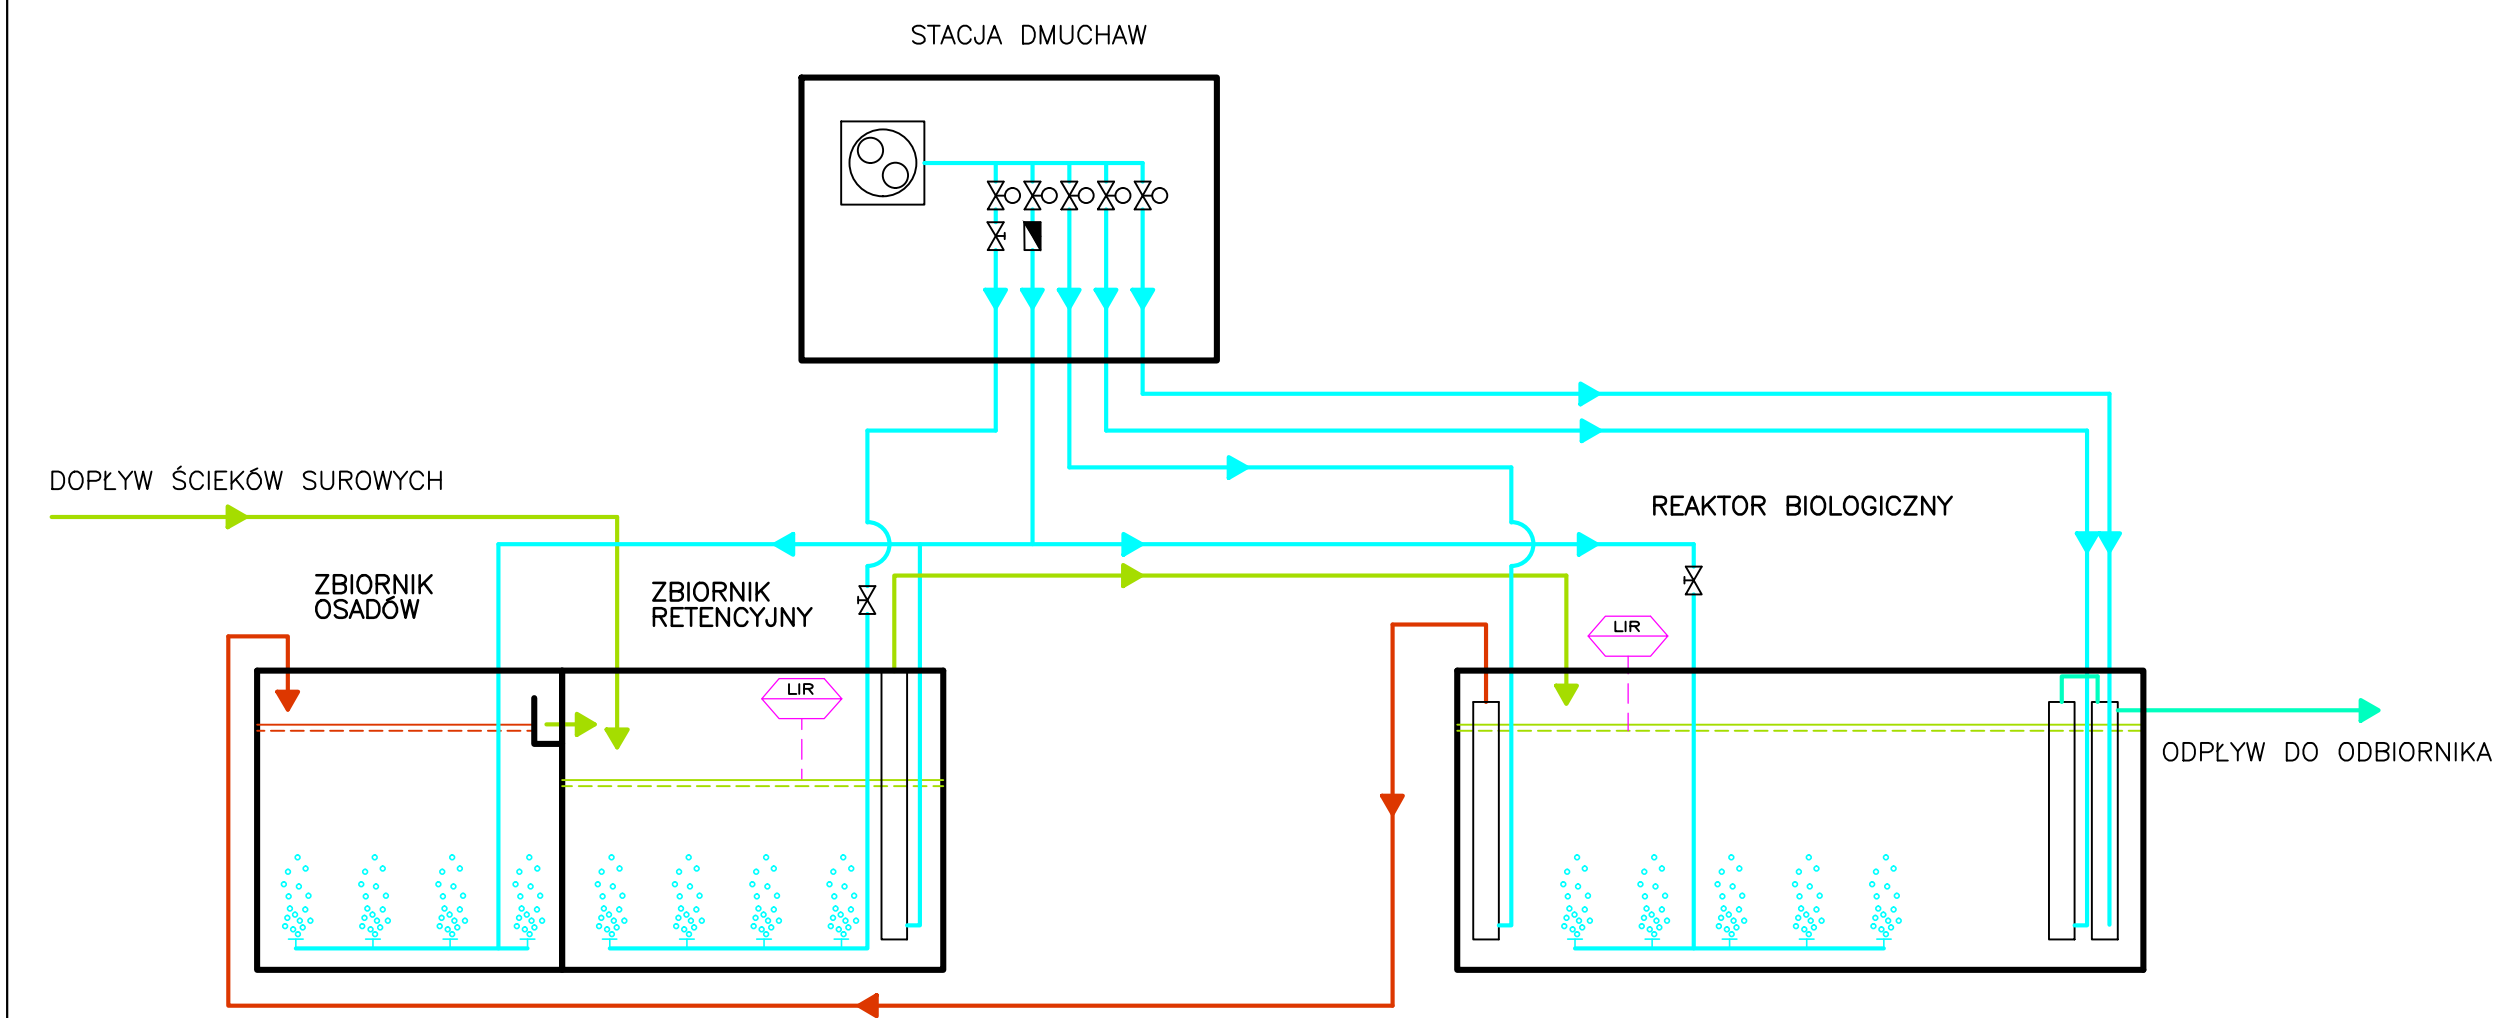 STACJA DMUCHAW
DOPŁYW ŚCIEKÓW SUROWYCH
REAKTOR BIOLOGICZNY
ZBIORNIK
OSADÓW
ZBIORNIK
RETENCYJNY
LIR
LIR
ODPŁYW DO ODBIORNIKA